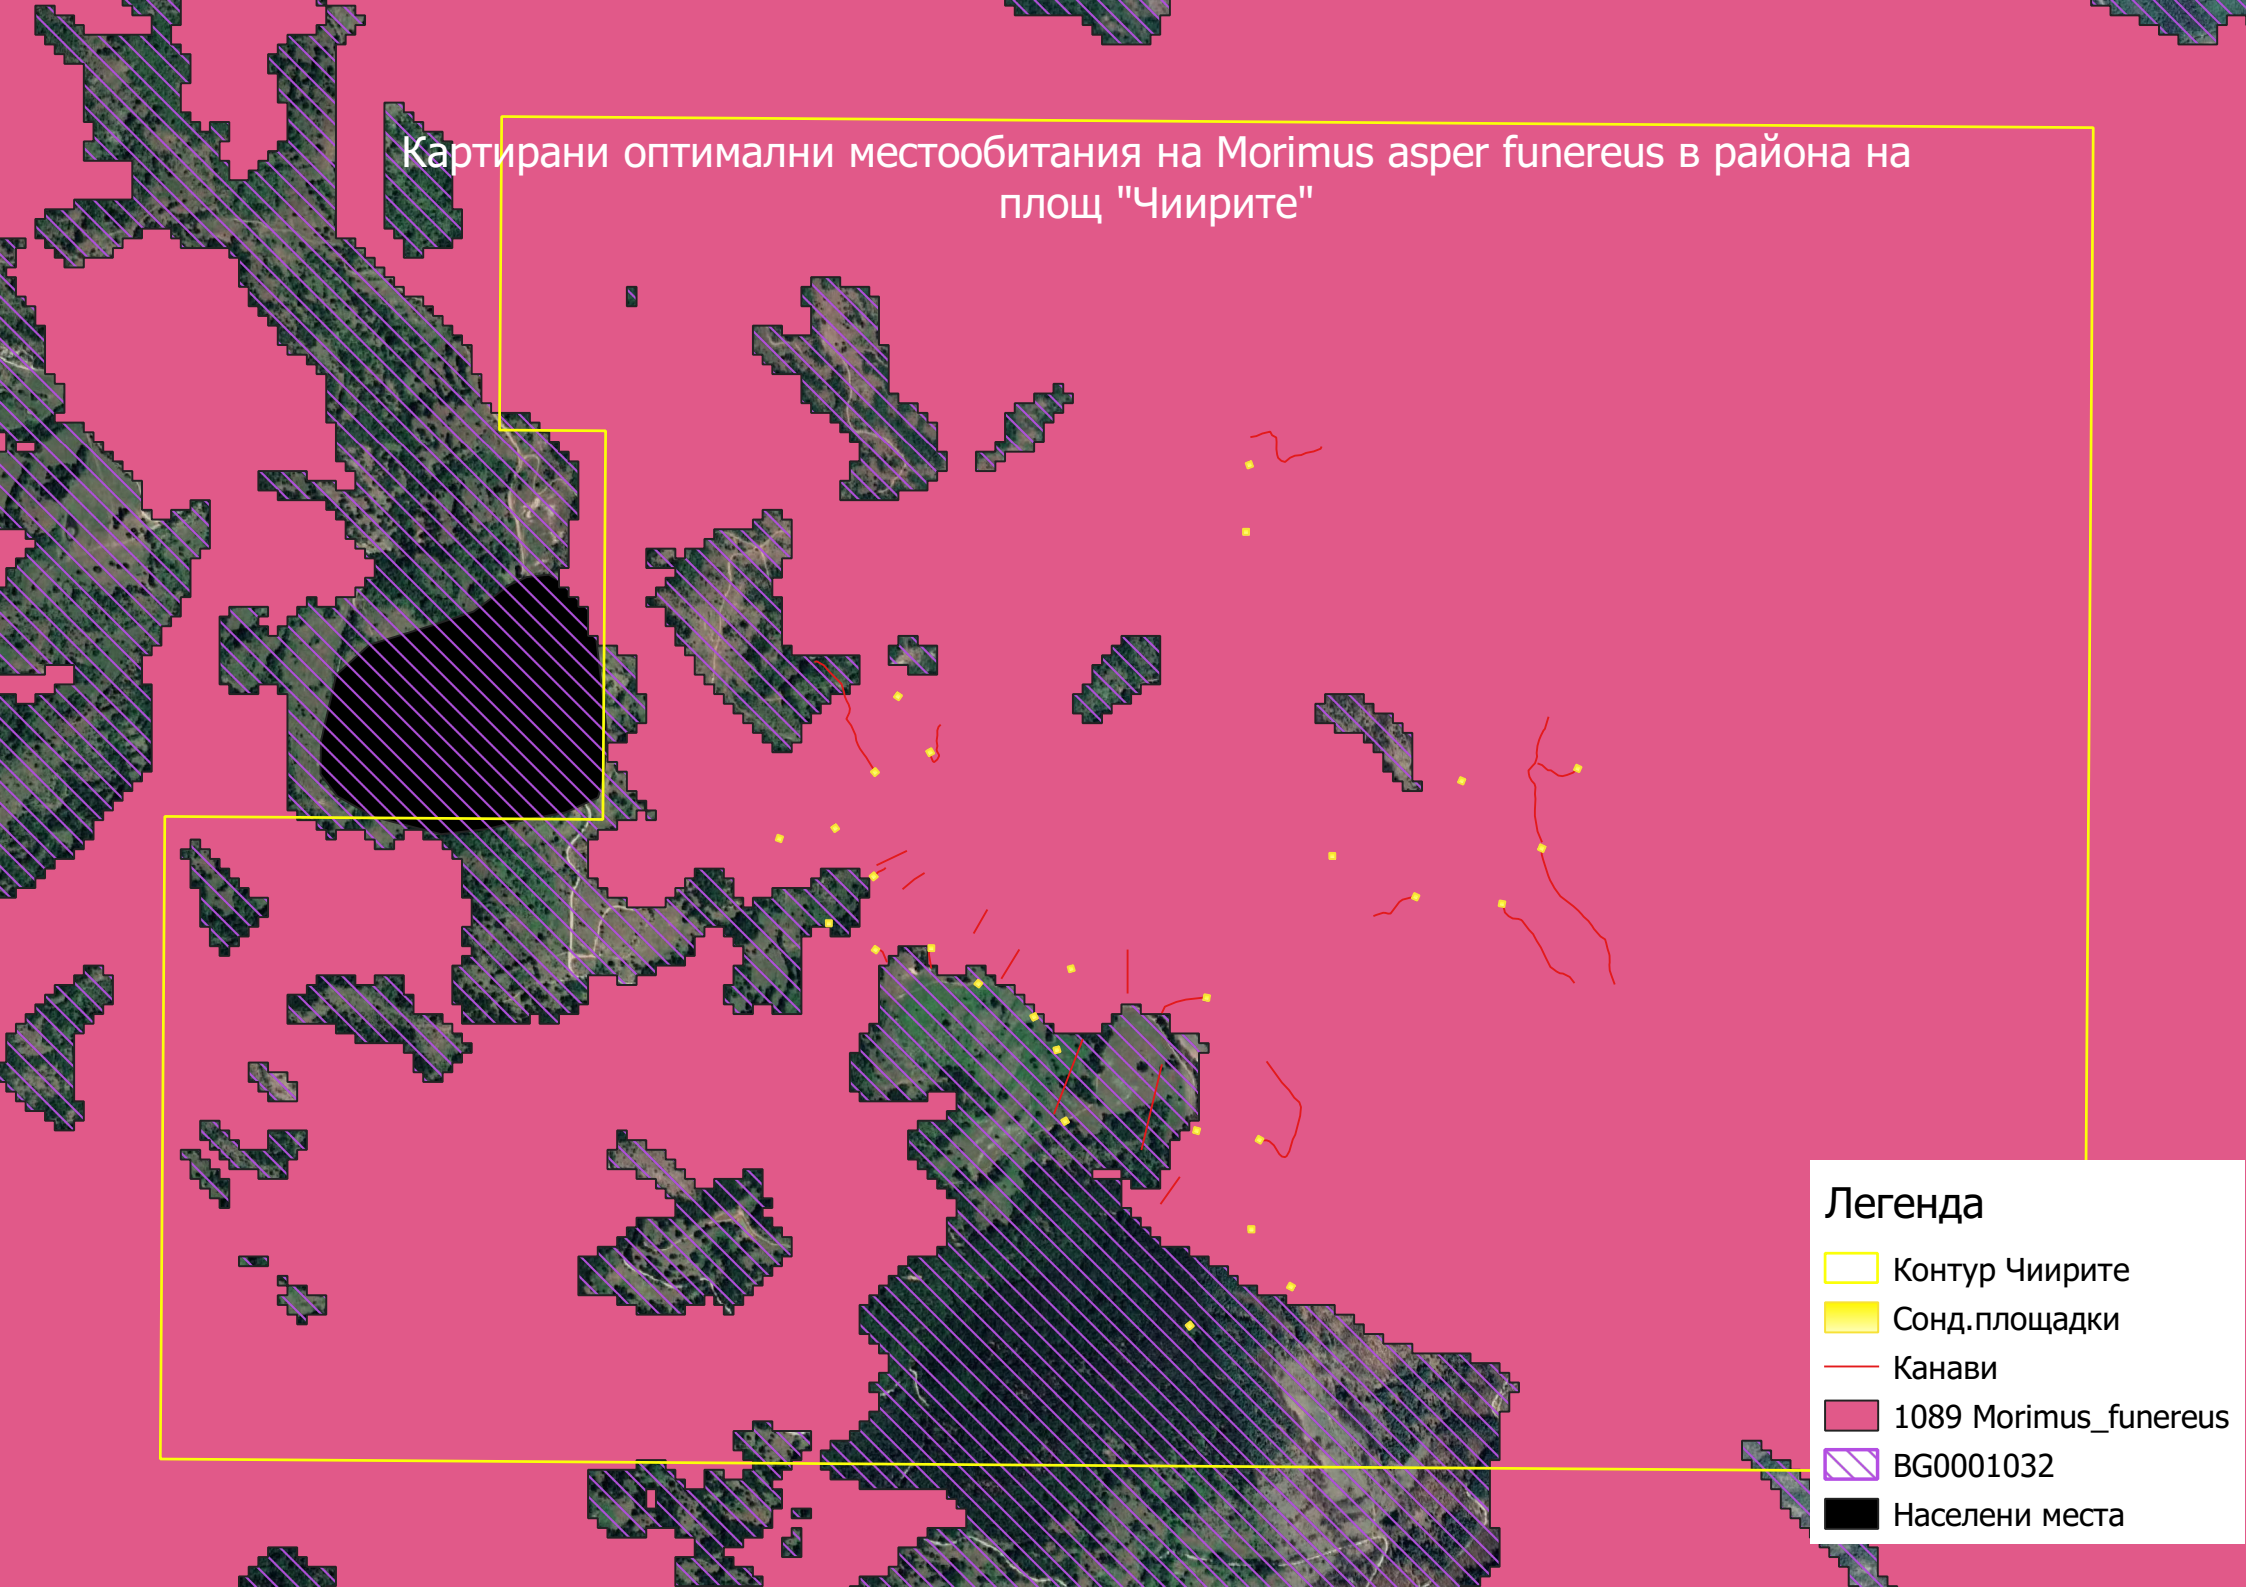 Картирани оптимални местообитания на Morimus asper funereus в района на
площ "Чиирите"
Легенда
Контур Чиирите
Сонд.площадки
Канави
1089 Morimus_funereus
BG0001032
Населени места